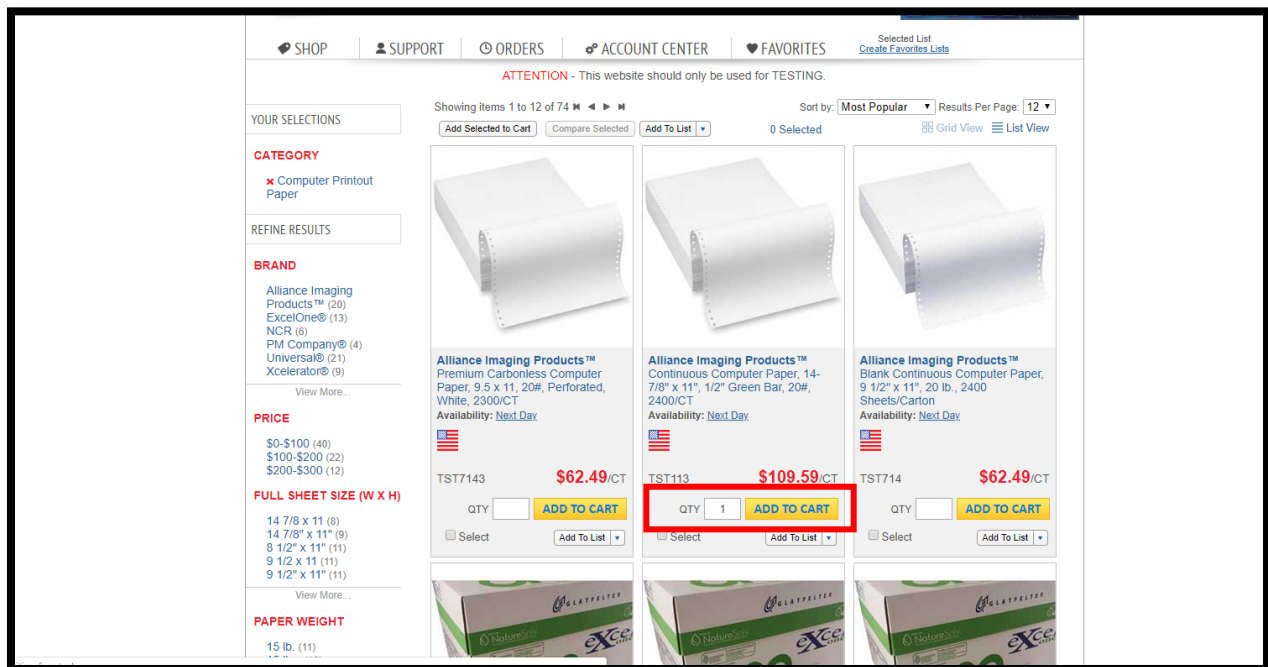 SHOP
SUPPORT
ORDERS
ACCOUNT CENTER
FAVORITES
Selected List
Create Favorites Lists
ATTENTION - This website should only be used for TESTING.
YOUR SELECTIONS
CATEGORY
Computer Printout
Paper
REFINE RESULTS
BRAND
Alliance Imaging
Products™ (20)
ExcelOne® (13)
NCR (6)
PM Company® (4)
Universal® (21)
Xcelerator® (9)
View More...
PRICE
$0-$100 (40)
$100-$200 (22)
$200-$300 (12)
FULL SHEET SIZE (W X H)
14 7/8 x 11 (8)
14 7/8" x 11" (9)
8 1/2" x 11" (11)
9 1/2 x 11 (11)
9 1/2" x 11" (11)
View More...
PAPER WEIGHT
15 lb. (11)
Showing items 1 to 12 of 74
Sort by: Most Popular
Results Per Page: 12
Add Selected to Cart
Compare Selected
Add To List
0 Selected
Grid View
List View
Alliance Imaging Products™
Premium Carbonless Computer
Paper, 9.5 x 11, 20#, Perforated,
White, 2300/CT
Availability: Next Day
TST7143
$62.49/CT
QTY
ADD TO CART
Select
Add To List
Alliance Imaging Products™
Continuous Computer Paper, 14-
7/8" x 11", 1/2" Green Bar, 20#,
2400/CT
Availability: Next Day
TST113
$109.59/CT
QTY 1
ADD TO CART
Select
Add To List
Alliance Imaging Products™
Blank Continuous Computer Paper,
9 1/2" x 11", 20 lb., 2400
Sheets/Carton
Availability: Next Day
TST714
$62.49/CT
QTY
ADD TO CART
Select
Add To List
GLATFELTER
NatureSolv
GLATFELTER
NatureSolv
GLATFELTER
NatureSolv